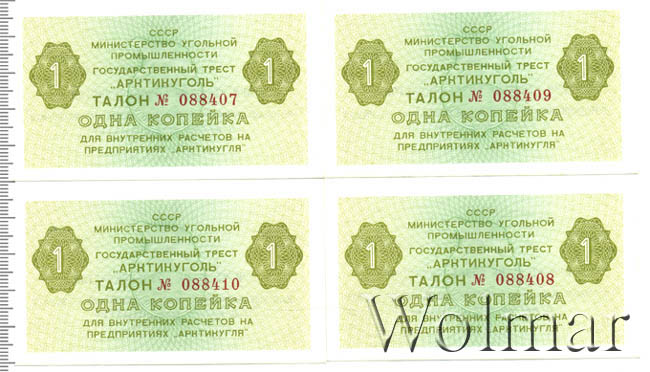 СССР
МИНИСТЕРСТВО УГОЛЬНОЙ
ПРОМЫШЛЕННОСТИ
ГОСУДАРСТВЕННЫЙ ТРЕСТ
„АРКТИКУГОЛЬ"
1 1
ТАЛОН № 088407
ОДНА КОПЕЙКА
ДЛЯ ВНУТРЕННИХ РАСЧЕТОВ НА
ПРЕДПРИЯТИЯХ „АРКТИКУГЛЯ"
СССР
МИНИСТЕРСТВО УГОЛЬНОЙ
ПРОМЫШЛЕННОСТИ
ГОСУДАРСТВЕННЫЙ ТРЕСТ
„АРКТИКУГОЛЬ"
1 1
ТАЛОН № 088409
ОДНА КОПЕЙКА
ДЛЯ ВНУТРЕННИХ РАСЧЕТОВ НА
ПРЕДПРИЯТИЯХ „АРКТИКУГЛЯ"
СССР
МИНИСТЕРСТВО УГОЛЬНОЙ
ПРОМЫШЛЕННОСТИ
ГОСУДАРСТВЕННЫЙ ТРЕСТ
„АРКТИКУГОЛЬ"
1 1
ТАЛОН № 088410
ОДНА КОПЕЙКА
ДЛЯ ВНУТРЕННИХ РАСЧЕТОВ НА
ПРЕДПРИЯТИЯХ „АРКТИКУГЛЯ"
СССР
МИНИСТЕРСТВО УГОЛЬНОЙ
ПРОМЫШЛЕННОСТИ
ГОСУДАРСТВЕННЫЙ ТРЕСТ
„АРКТИКУГОЛЬ"
1 1
ТАЛОН № 088408
ОДНА КОПЕЙКА
ДЛЯ ВНУТРЕННИХ РАСЧЕТОВ НА
ПРЕДПРИЯТИЯХ „АРКТИКУГЛЯ"
Wolmar